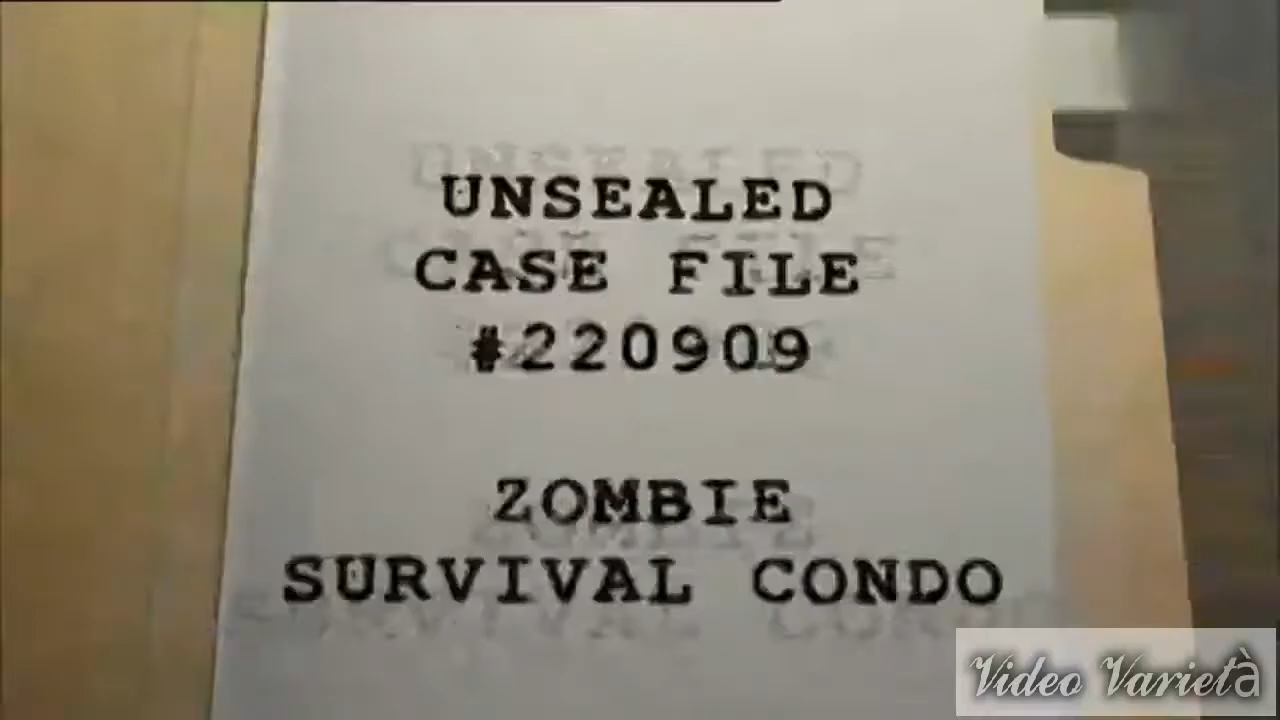 UNSEALED
CASE FILE
#220909
ZOMBIE
SURVIVAL CONDO
Video Varietà